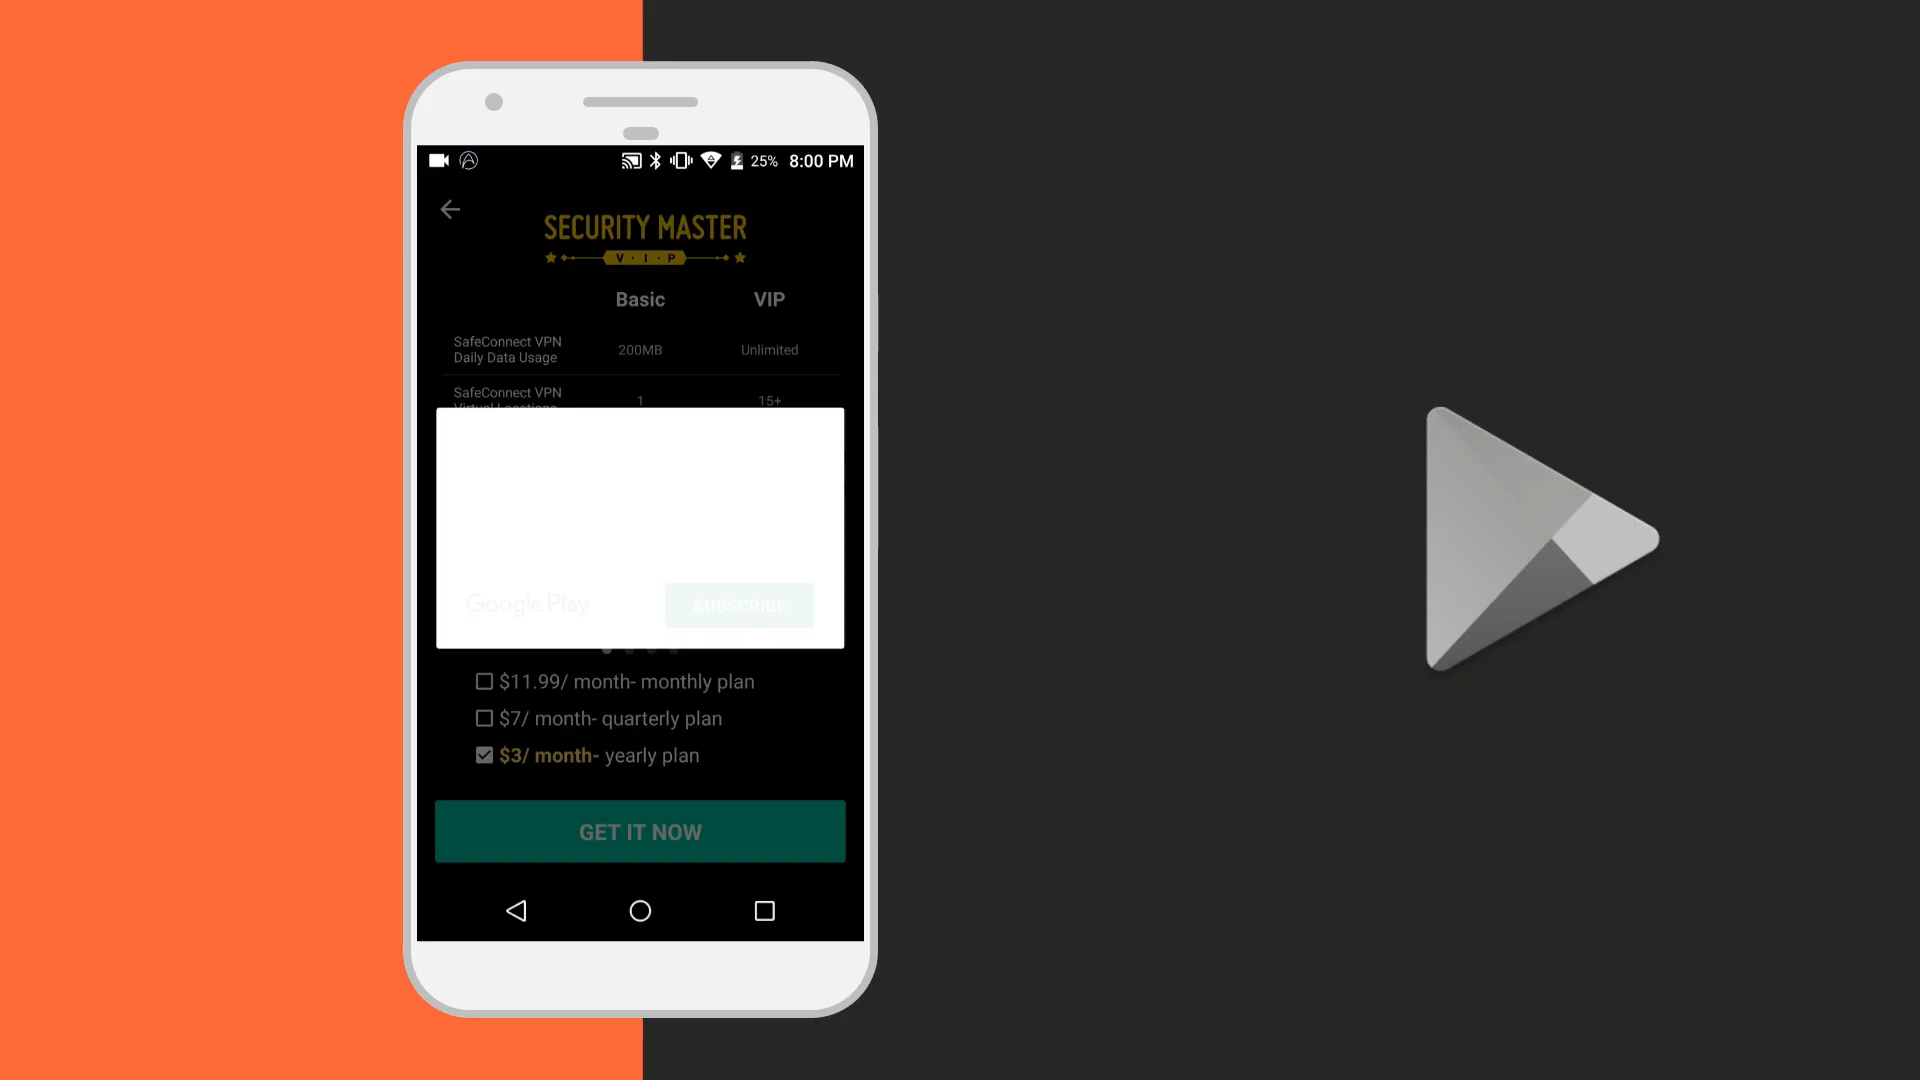 25% 8:00 PM
SECURITY MASTER
V · I · P
Basic VIP
SafeConnect VPN
Daily Data Usage
200MB Unlimited
SafeConnect VPN
Virtual Locations
1 15+
Google Play SUBSCRIBE
$11.99/ month- monthly plan
$7/ month- quarterly plan
$3/ month- yearly plan
GET IT NOW